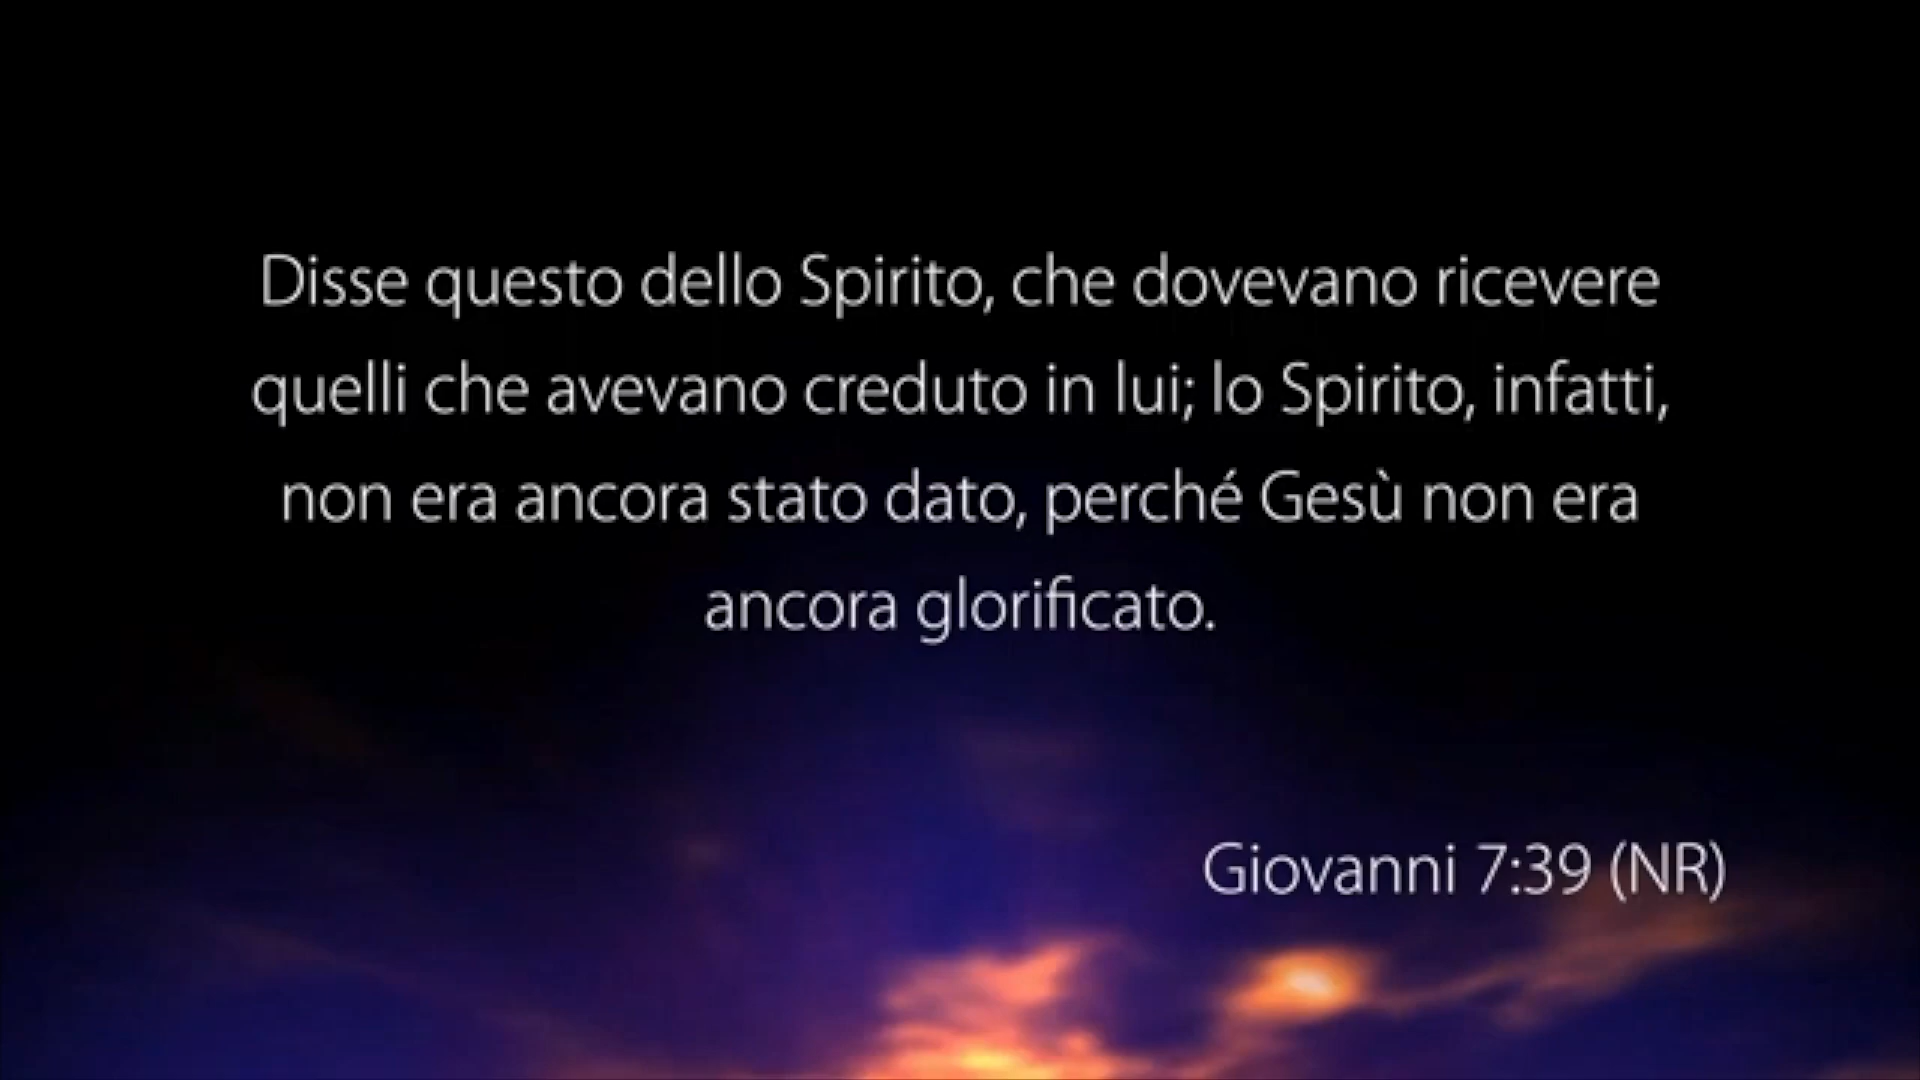 Disse questo dello Spirito, che dovevano ricevere
quelli che avevano creduto in lui; lo Spirito, infatti,
non era ancora stato dato, perché Gesù non era
ancora glorificato.
Giovanni 7:39 (NR)